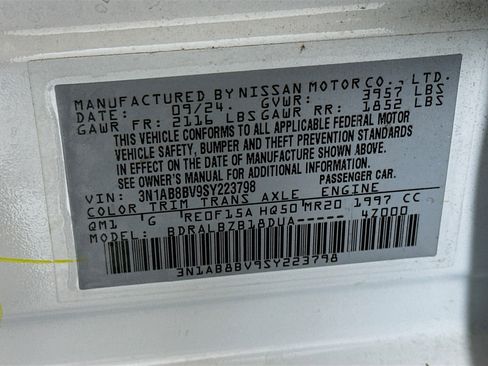 MANUFACTURED BY NISSAN MOTOR CO., LTD.
DATE: 09/24. GVWR: 3957 LBS
GAWR FR: 2116 LBS GAWR RR: 1852 LBS
THIS VEHICLE CONFORMS TO ALL APPLICABLE FEDERAL MOTOR
VEHICLE SAFETY, BUMPER AND THEFT PREVENTION STANDARDS
IN EFFECT ON THE DATE OF MANUFACTURE SHOWN ABOVE.
SEE OWNER'S MANUAL FOR ADDITIONAL INFORMATION.
VIN: 3N1AB8BV9SY223798 PASSENGER CAR.
COLOR TRIM TRANS AXLE ENGINE
QM1 G RE0F15A HQ50 MR20 1997 CC
BDRALBZB18DUA----- 47000
3N1AB8BV9SY223798